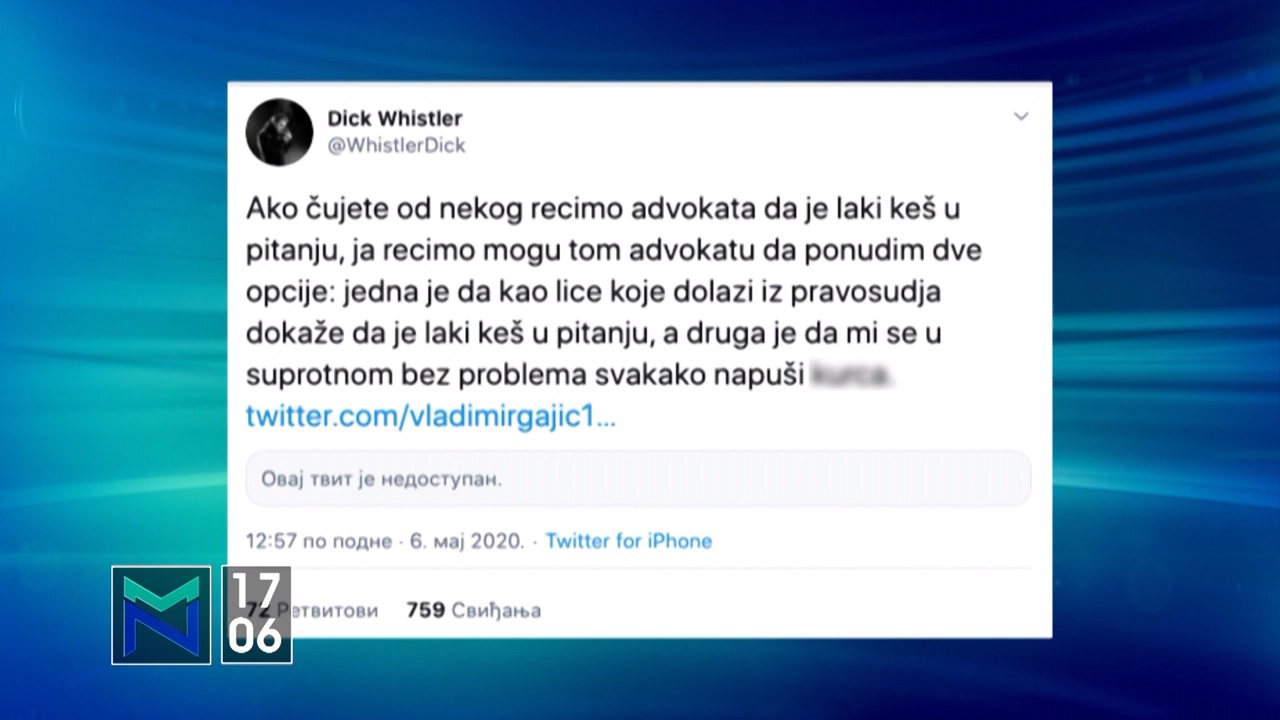 Dick Whistler
@WhistlerDick
Ako čujete od nekog recimo advokata da je laki keš u
pitanju, ja recimo mogu tom advokatu da ponudim dve
opcije: jedna je da kao lice koje dolazi iz pravosudja
dokaže da je laki keš u pitanju, a druga je da mi se u
suprotnom bez problema svakako napuši
twitter.com/vladimirgajic1...
Овај твит је недоступан.
12:57 по подне · 6. мај 2020. · Twitter for iPhone
72 Ретвитови 759 Свиђања
17
06